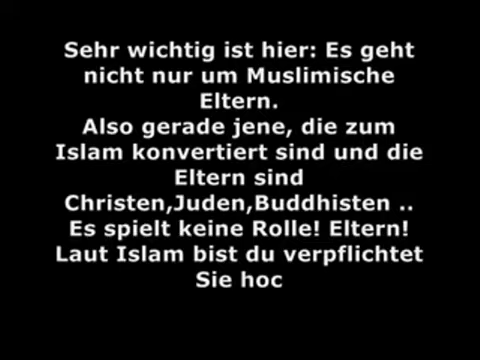 Sehr wichtig ist hier: Es geht
nicht nur um Muslimische
Eltern.
Also gerade jene, die zum
Islam konvertiert sind und die
Eltern sind
Christen,Juden,Buddhisten ..
Es spielt keine Rolle! Eltern!
Laut Islam bist du verpflichtet
Sie hoc